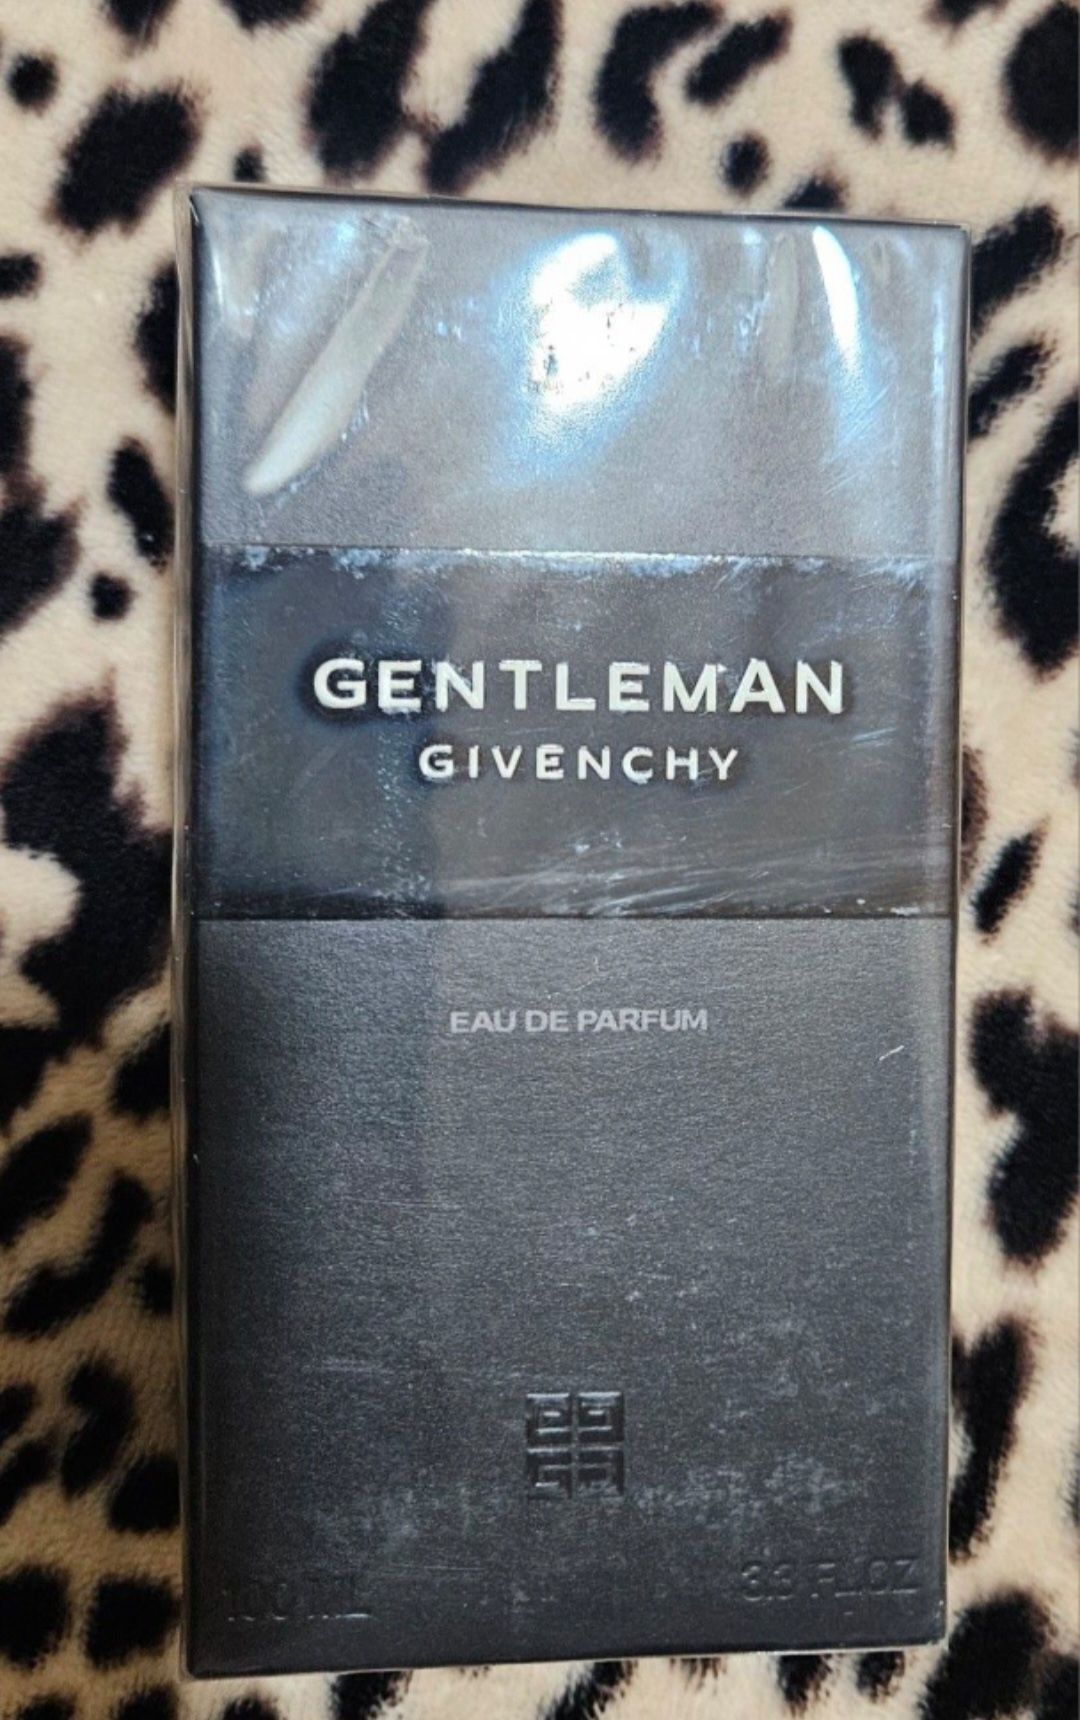 GENTLEMAN
GIVENCHY
EAU DE PARFUM
100 ML
3.3 FL.OZ